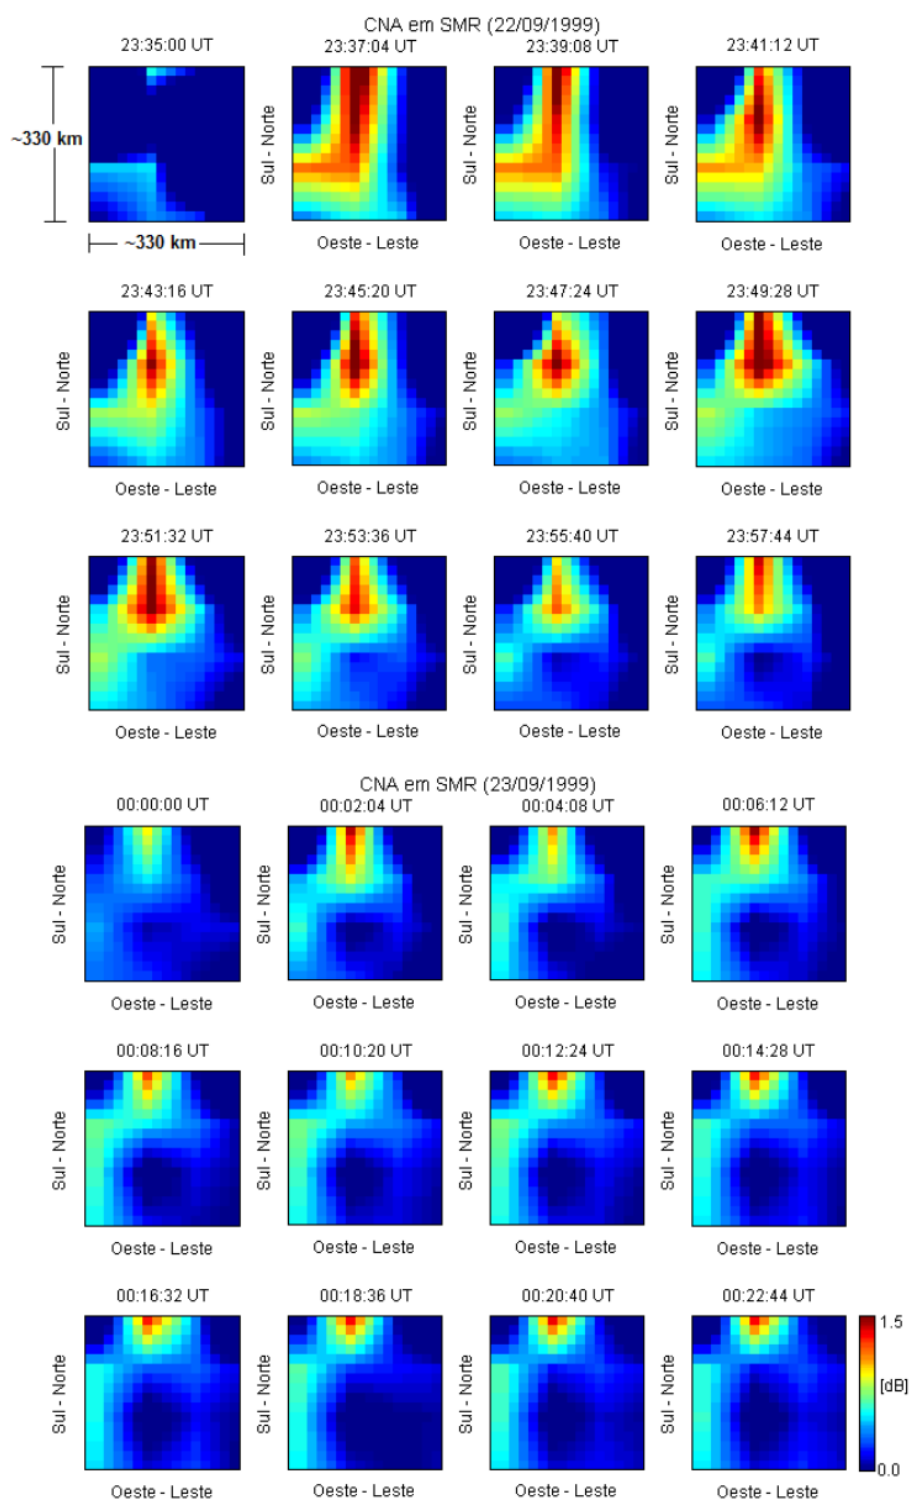 CNA em SMR (22/09/1999)
23:35:00 UT 23:37:04 UT 23:39:08 UT 23:41:12 UT
~330 km
Sul - Norte Sul - Norte Sul - Norte
~330 km Oeste - Leste Oeste - Leste Oeste - Leste
23:43:16 UT 23:45:20 UT 23:47:24 UT 23:49:28 UT
Sul - Norte Sul - Norte Sul - Norte Sul - Norte
Oeste - Leste Oeste - Leste Oeste - Leste Oeste - Leste
23:51:32 UT 23:53:36 UT 23:55:40 UT 23:57:44 UT
Sul - Norte Sul - Norte Sul - Norte Sul - Norte
Oeste - Leste Oeste - Leste Oeste - Leste Oeste - Leste
CNA em SMR (23/09/1999)
00:00:00 UT 00:02:04 UT 00:04:08 UT 00:06:12 UT
Sul - Norte Sul - Norte Sul - Norte Sul - Norte
Oeste - Leste Oeste - Leste Oeste - Leste Oeste - Leste
00:08:16 UT 00:10:20 UT 00:12:24 UT 00:14:28 UT
Sul - Norte Sul - Norte Sul - Norte Sul - Norte
Oeste - Leste Oeste - Leste Oeste - Leste Oeste - Leste
00:16:32 UT 00:18:36 UT 00:20:40 UT 00:22:44 UT
1.5
Sul - Norte Sul - Norte Sul - Norte Sul - Norte
[dB]
0.0
Oeste - Leste Oeste - Leste Oeste - Leste Oeste - Leste